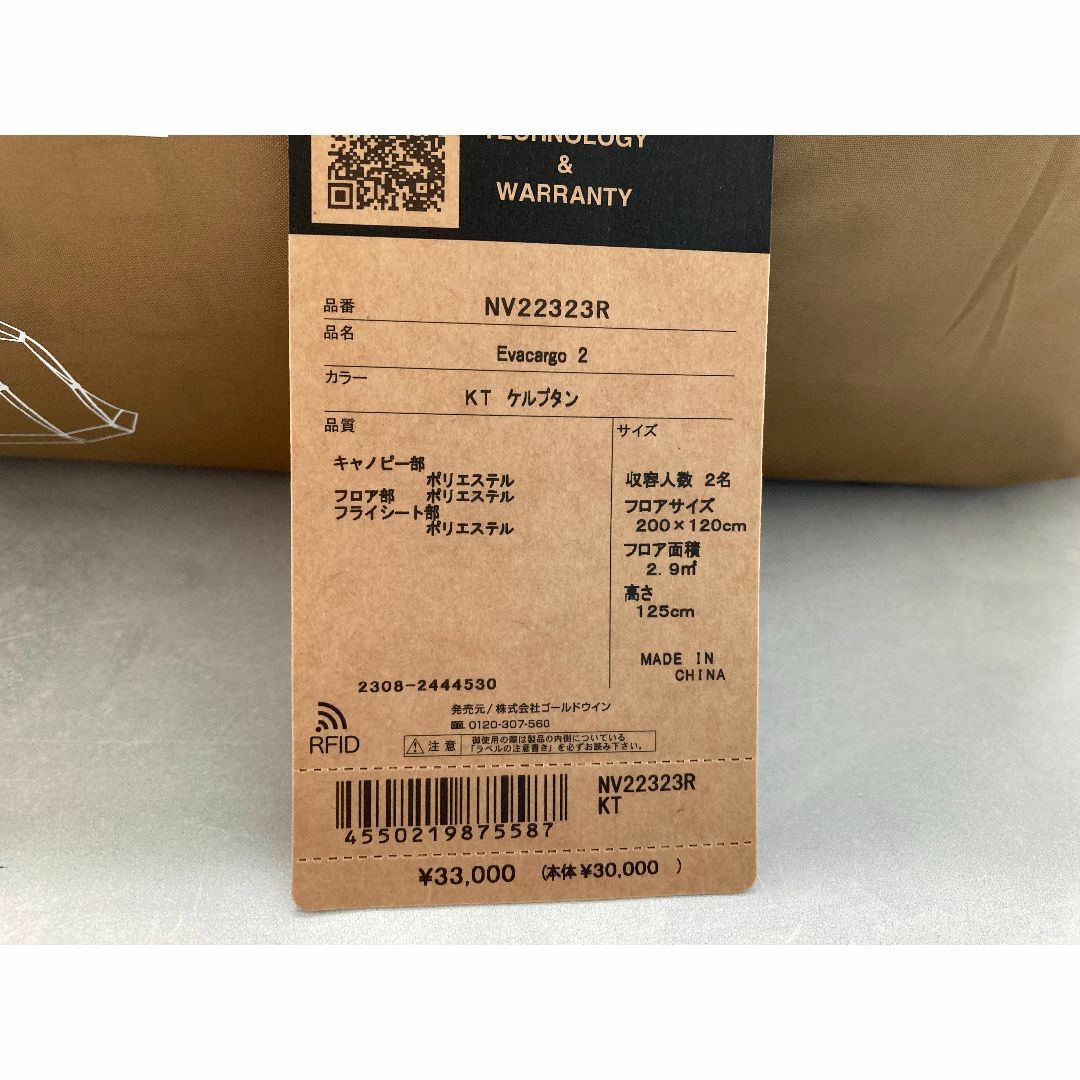 TECHNOLOGY
&
WARRANTY
品番 NV22323R
品名
Evacargo 2
カラー
KT ケルプタン
品質
キャノピー部
ポリエステル
フロア部 ポリエステル
フライシート部
ポリエステル
サイズ
収容人数 2名
フロアサイズ
200×120cm
フロア面積
2.9㎡
高さ
125cm
MADE IN
CHINA
2308-2444530
発売元/株式会社ゴールドウイン
0120-307-560
RFID
注意
御使用の際は製品の内側についている
「ラベルの注意書き」を必ずお読み下さい。
4550219875587
NV22323R
KT
¥33,000 (本体¥30,000 )